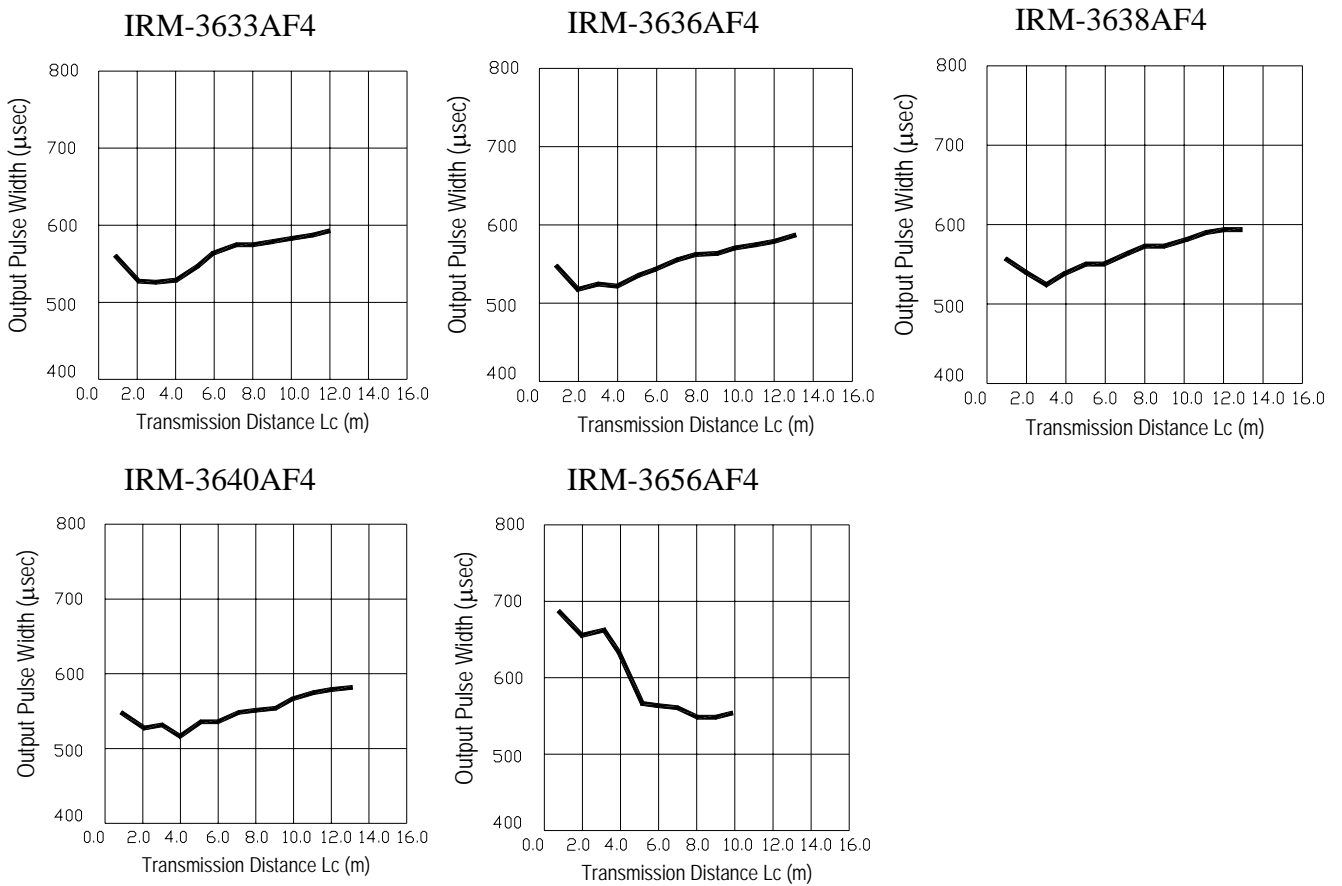 IRM-3633AF4
800
700
600
500
400
0.0 2.0 4.0 6.0 8.0 10.0 12.0 14.0 16.0
Output Pulse Width (μsec)
Transmission Distance Lc (m)
IRM-3636AF4
800
700
600
500
400
0.0 2.0 4.0 6.0 8.0 10.0 12.0 14.0 16.0
Output Pulse Width (μsec)
Transmission Distance Lc (m)
IRM-3638AF4
800
700
600
500
400
0.0 2.0 4.0 6.0 8.0 10.0 12.0 14.0 16.0
Output Pulse Width (μsec)
Transmission Distance Lc (m)
IRM-3640AF4
800
700
600
500
400
0.0 2.0 4.0 6.0 8.0 10.0 12.0 14.0 16.0
Output Pulse Width (μsec)
Transmission Distance Lc (m)
IRM-3656AF4
800
700
600
500
400
0.0 2.0 4.0 6.0 8.0 10.0 12.0 14.0 16.0
Output Pulse Width (μsec)
Transmission Distance Lc (m)